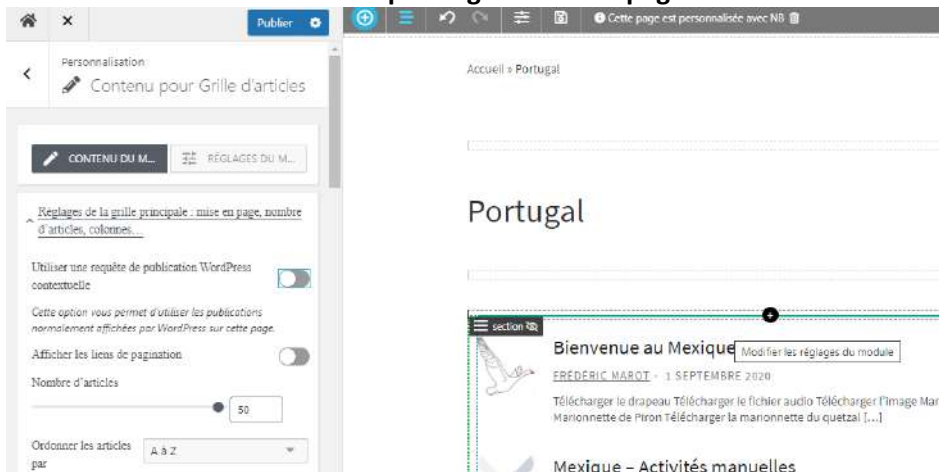 Publier
Cette page est personnalisée avec NB
Personnalisation
Contenu pour Grille d'articles
CONTENU DU M...
RÉGLAGES DU M...
Réglages de la grille principale : mise en page, nombre
d'articles, colonnes...
Utiliser une requête de publication WordPress
contextuelle
Cette option vous permet d'utiliser les publications
normalement affichées par WordPress sur cette page.
Afficher les liens de pagination
Nombre d'articles
50
Ordonner les articles
par
A à Z
Accueil » Portugal
Portugal
section
Bienvenue au Mexique
Modifier les réglages du module
FRÉDÉRIC MAROT - 1 SEPTEMBRE 2020
Télécharger le drapeau Télécharger le fichier audio Télécharger l'image Mar
Marionnette de Piron Télécharger la marionnette du quetzal [...]
Mexique – Activités manuelles